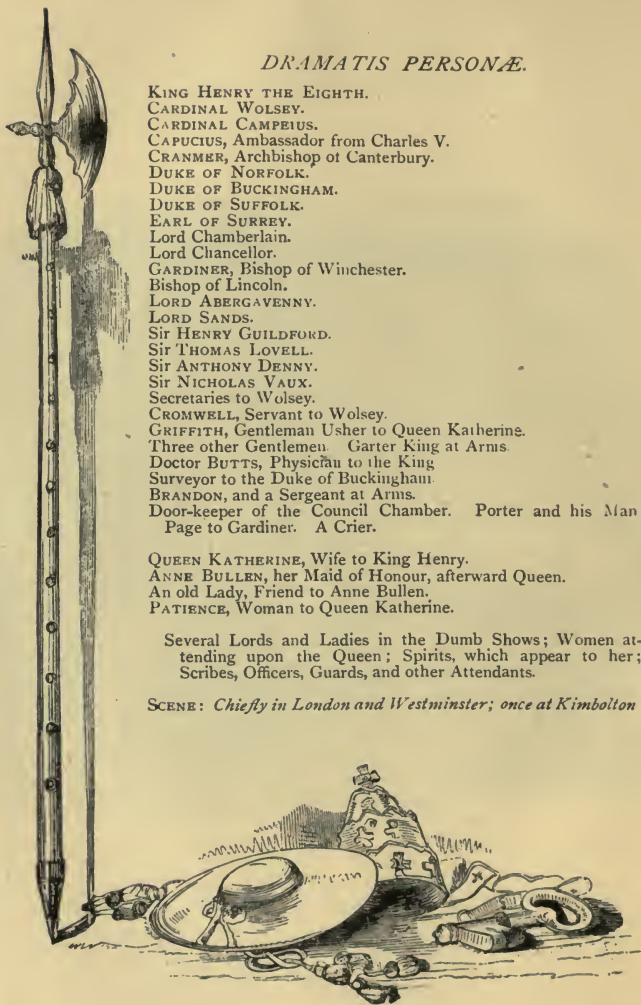 DRAMATIS PERSONÆ.
KING HENRY THE EIGHTH.
CARDINAL WOLSEY.
CARDINAL CAMPEIUS.
CAPUCIUS, Ambassador from Charles V.
CRANMER, Archbishop of Canterbury.
DUKE OF NORFOLK.
DUKE OF BUCKINGHAM.
DUKE OF SUFFOLK.
EARL OF SURREY.
Lord Chamberlain.
Lord Chancellor.
GARDINER, Bishop of Winchester.
Bishop of Lincoln.
LORD ABERGAVENNY.
LORD SANDS.
Sir HENRY GUILDFORD.
Sir THOMAS LOVELL.
Sir ANTHONY DENNY.
Sir NICHOLAS VAUX.
Secretaries to Wolsey.
CROMWELL, Servant to Wolsey.
GRIFFITH, Gentleman Usher to Queen Katherine.
Three other Gentlemen. Garter King at Arms.
Doctor BUTTS, Physician to the King
Surveyor to the Duke of Buckingham.
BRANDON, and a Sergeant at Arms.
Door-keeper of the Council Chamber. Porter and his Man
Page to Gardiner. A Crier.
QUEEN KATHERINE, Wife to King Henry.
ANNE BULLEN, her Maid of Honour, afterward Queen.
An old Lady, Friend to Anne Bullen.
PATIENCE, Woman to Queen Katherine.
Several Lords and Ladies in the Dumb Shows; Women at-
tending upon the Queen; Spirits, which appear to her;
Scribes, Officers, Guards, and other Attendants.
SCENE: Chiefly in London and Westminster; once at Kimbolton